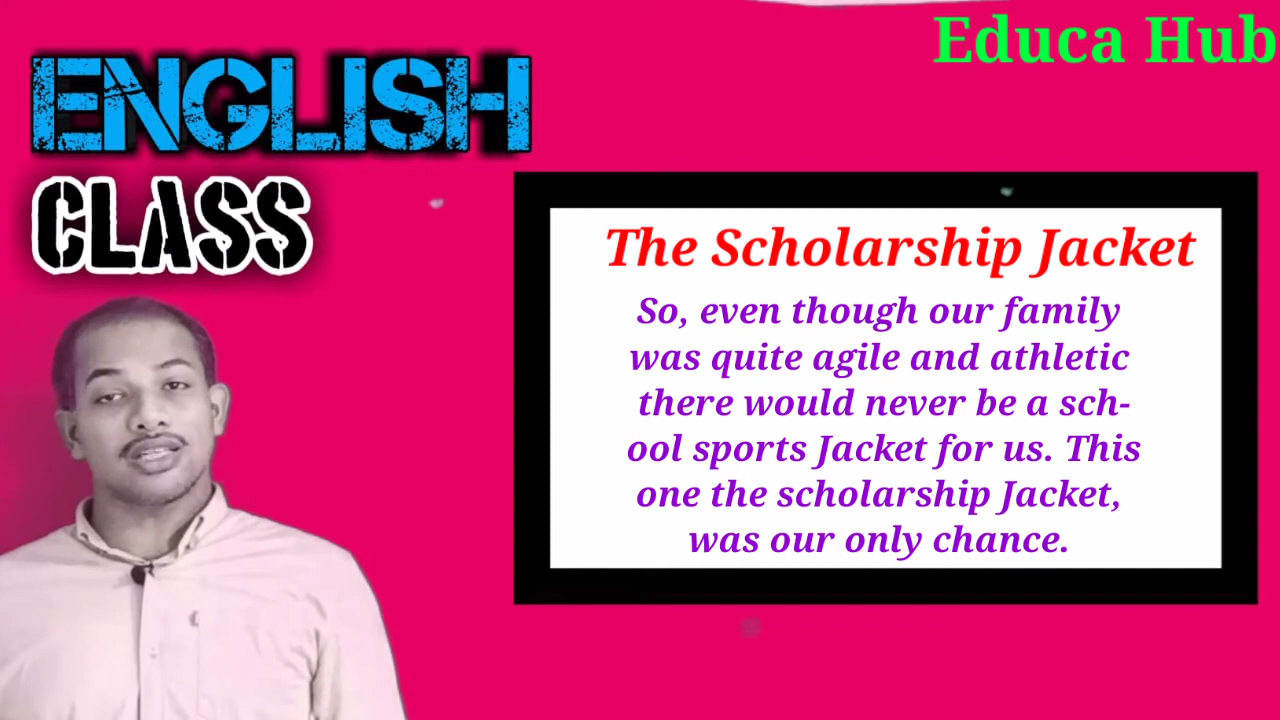 Educa Hub
ENGLISH
CLASS
The Scholarship Jacket
So, even though our family
was quite agile and athletic
there would never be a sch-
ool sports Jacket for us. This
one the scholarship Jacket,
was our only chance.